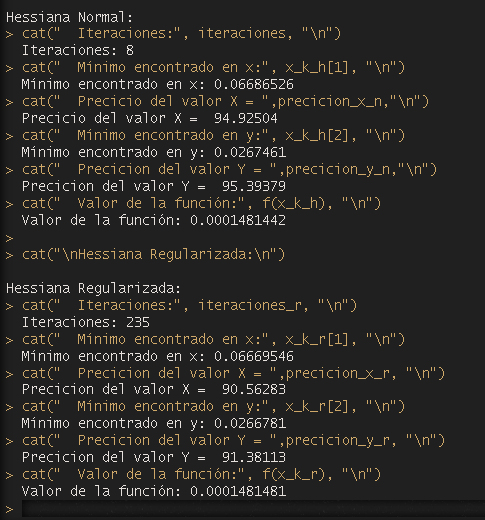 Hessiana Normal:
> cat("  Iteraciones:", iteraciones, "\n")
  Iteraciones: 8
> cat("  Mínimo encontrado en x:", x_k_h[1], "\n")
  Mínimo encontrado en x: 0.06686526
> cat("  Precicio del valor X = ",precicion_x_n,"\n")
  Precicio del valor X =  94.92504
> cat("  Mínimo encontrado en y:", x_k_h[2], "\n")
  Mínimo encontrado en y: 0.0267461
> cat("  Precicion del valor Y = ",precicion_y_n,"\n")
  Precicion del valor Y =  95.39379
> cat("  Valor de la función:", f(x_k_h), "\n")
  Valor de la función: 0.0001481442
>
> cat("\nHessiana Regularizada:\n")

Hessiana Regularizada:
> cat("  Iteraciones:", iteraciones_r, "\n")
  Iteraciones: 235
> cat("  Mínimo encontrado en x:", x_k_r[1], "\n")
  Mínimo encontrado en x: 0.06669546
> cat("  Precicion del valor X = ",precicion_x_r, "\n")
  Precicion del valor X =  90.56283
> cat("  Mínimo encontrado en y:", x_k_r[2], "\n")
  Mínimo encontrado en y: 0.0266781
> cat("  Precicion del valor Y = ",precicion_y_r, "\n")
  Precicion del valor Y =  91.38113
> cat("  Valor de la función:", f(x_k_r), "\n")
  Valor de la función: 0.0001481481
>